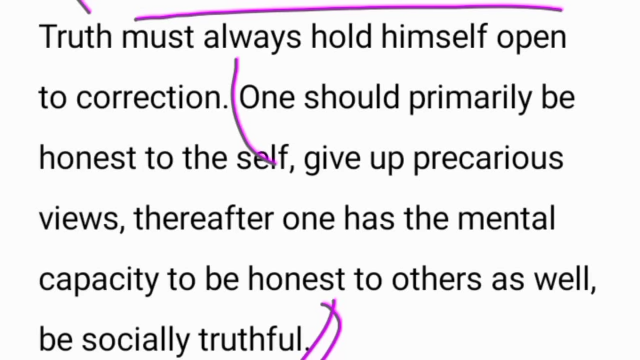 Truth must always hold himself open
to correction. One should primarily be
honest to the self, give up precarious
views, thereafter one has the mental
capacity to be honest to others as well,
be socially truthful.